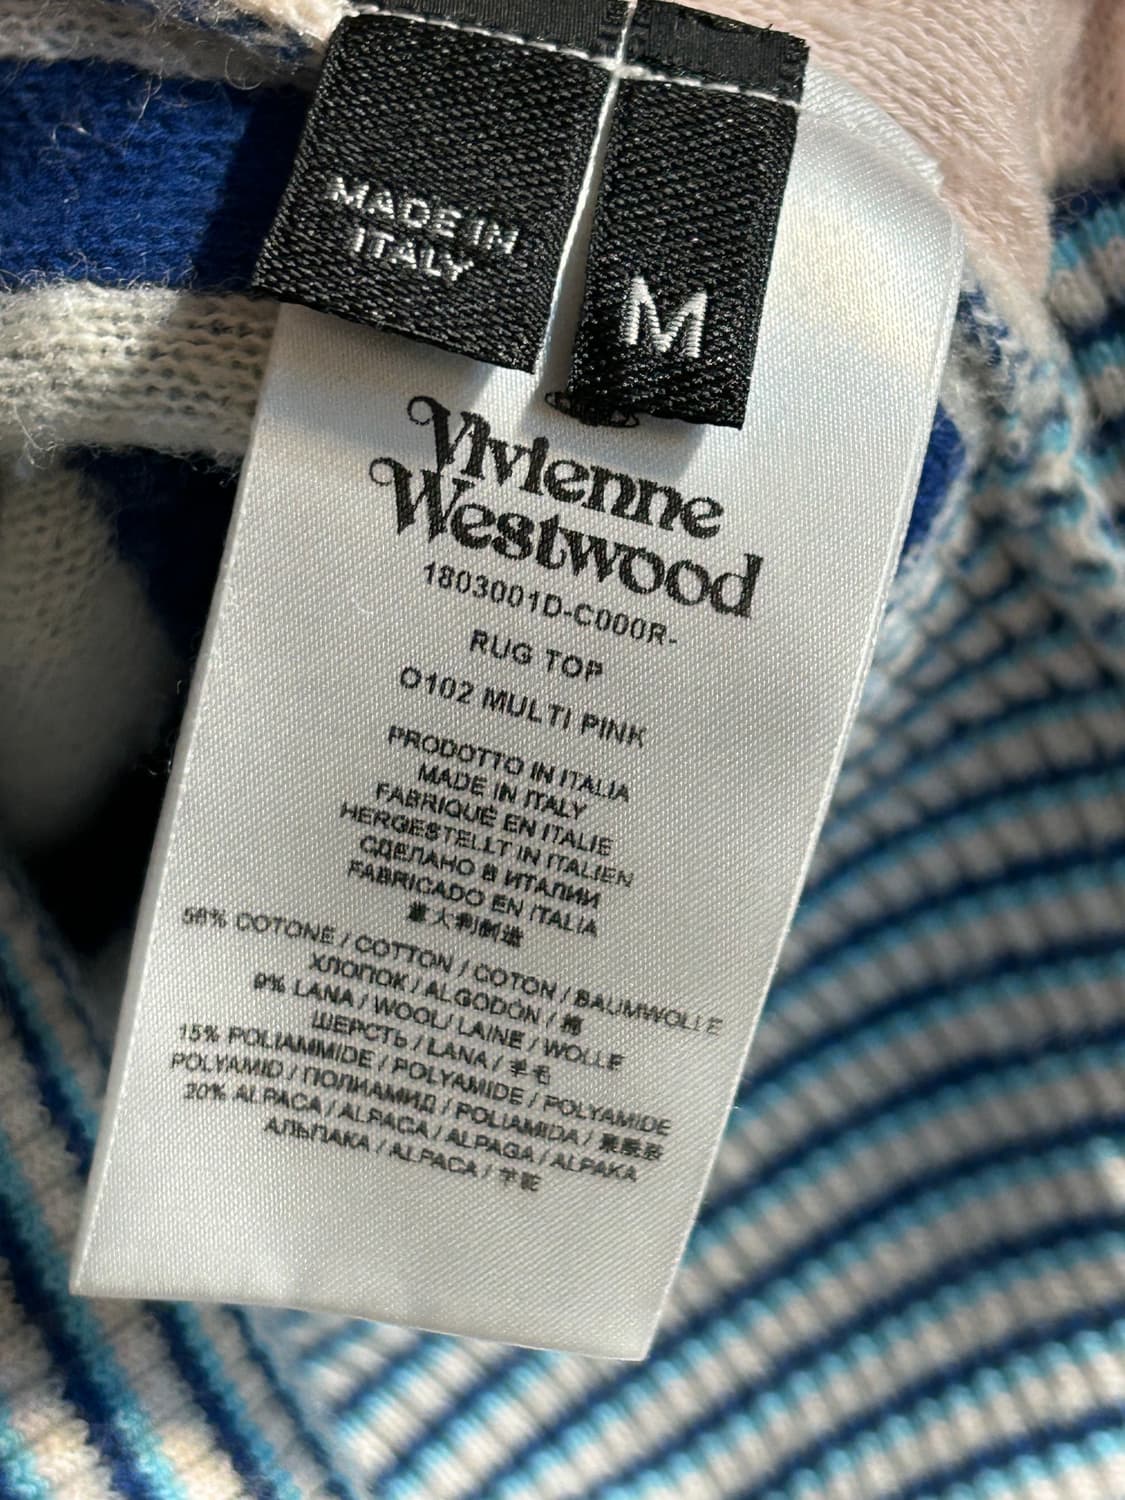 MADE IN
ITALY
M
Vivienne
Westwood
1803001D-C000R-
RUG TOP
O102 MULTI PINK
PRODOTTO IN ITALIA
MADE IN ITALY
FABRIQUÉ EN ITALIE
HERGESTELLT IN ITALIEN
СДЕЛАНО В ИТАЛИИ
FABRICADO EN ITALIA
意大利制造
56% COTONE / COTTON / COTON / BAUMWOLLE
ХЛОПОК / ALGODÓN / 棉
9% LANA / WOOL / LAINE / WOLLE
ШЕРСТЬ / LANA / 羊毛
15% POLIAMMIDE / POLYAMIDE / POLYAMIDE
POLYAMID / ПОЛИАМИД / POLIAMIDA / 聚酰胺
20% ALPACA / ALPACA / ALPAGA / ALPAKA
АЛЬПАКА / ALPACA / 羊驼